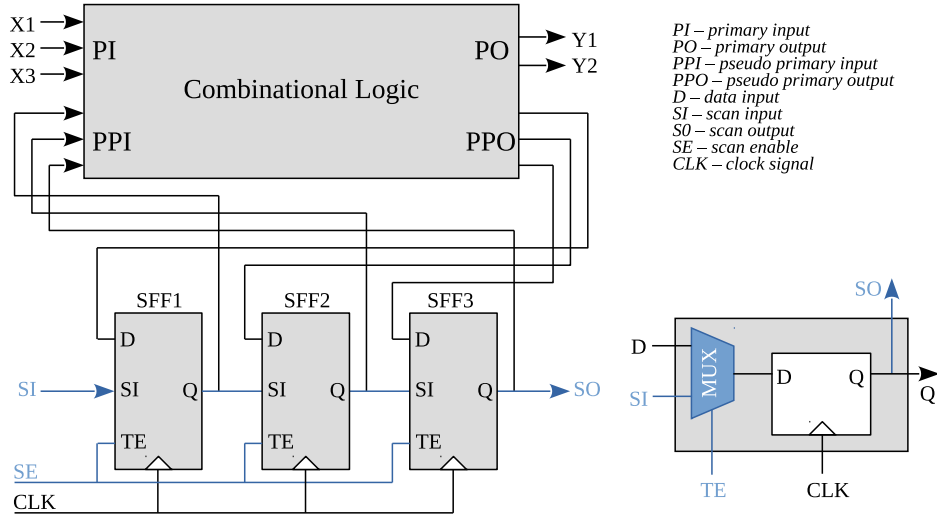 X1
X2
X3
PI
PO
Combinational Logic
PPI
PPO
Y1
Y2
PI – primary input
PO – primary output
PPI – pseudo primary input
PPO – pseudo primary output
D – data input
SI – scan input
S0 – scan output
SE – scan enable
CLK – clock signal
SFF1
SFF2
SFF3
D
D
D
SI
SI
Q
SI
Q
SI
Q
SO
TE
TE
TE
SE
CLK
SO
D
SI
MUX
D
Q
Q
TE
CLK